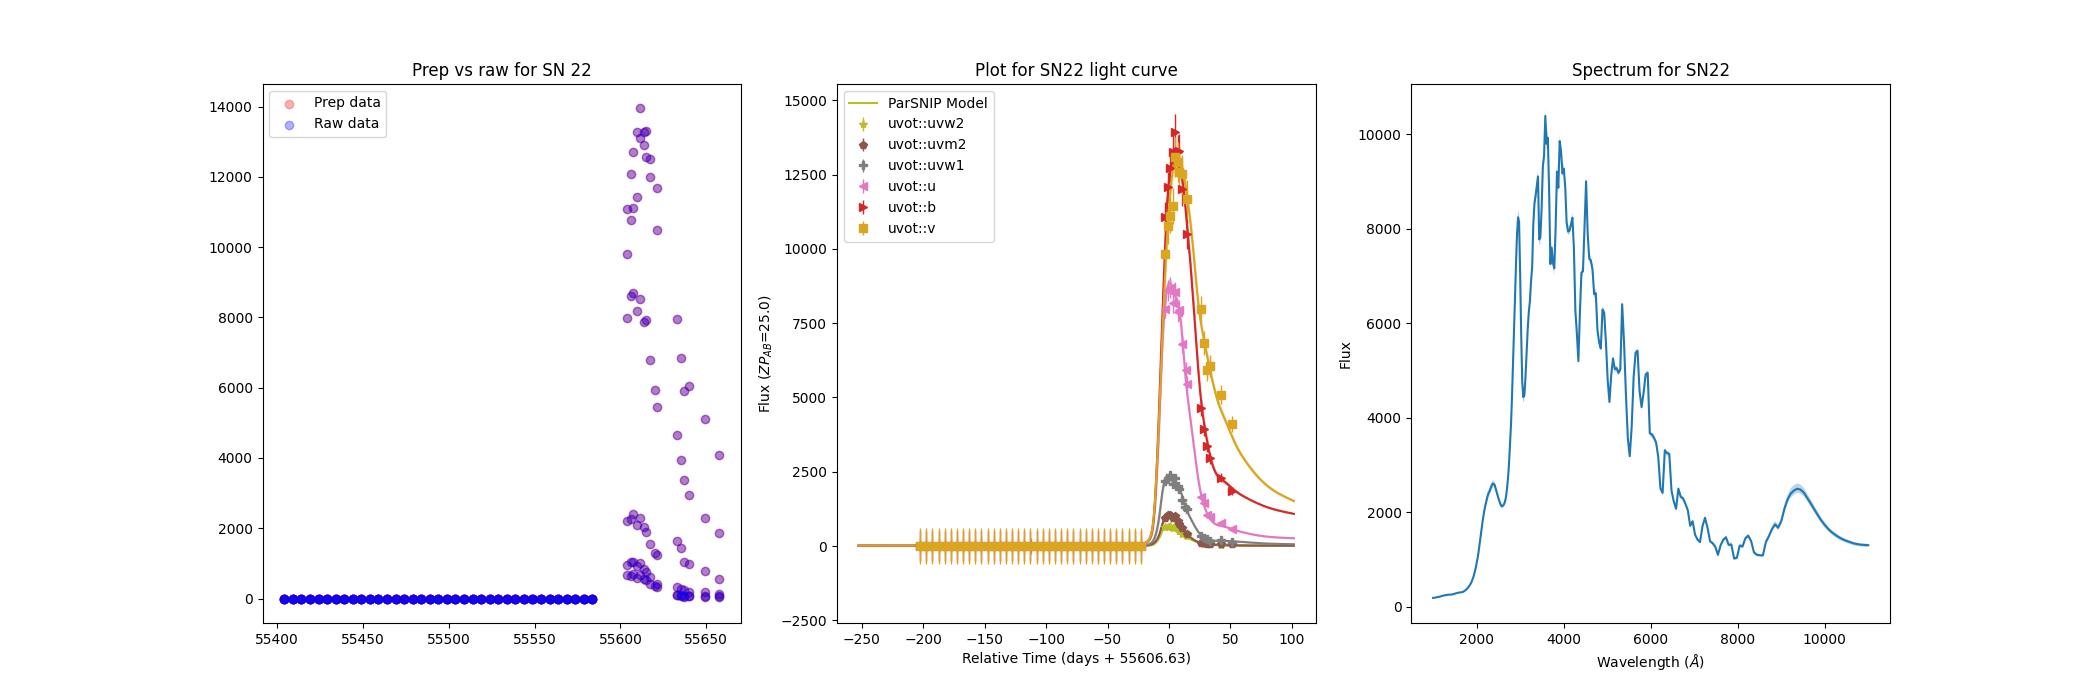 Prep vs raw for SN 22
Prep data
Raw data
14000
12000
10000
8000
6000
4000
2000
0
55400
55450
55500
55550
55600
55650
Plot for SN22 light curve
ParSNIP Model
uvot::uvw2
uvot::uvm2
uvot::uvw1
uvot::u
uvot::b
uvot::v
Flux (ZP_AB=25.0)
15000
12500
10000
7500
5000
2500
0
−2500
−250
−200
−150
−100
−50
0
50
100
Relative Time (days + 55606.63)
Spectrum for SN22
Flux
10000
8000
6000
4000
2000
0
2000
4000
6000
8000
10000
Wavelength (Å)